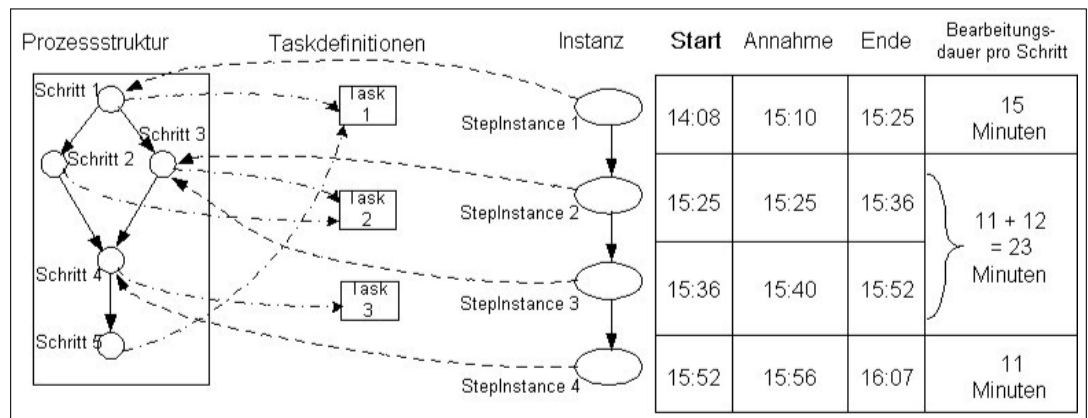 Prozessstruktur
Taskdefinitionen
Instanz
Start
Annahme
Ende
Bearbeitungs-
dauer pro Schritt
Schritt 1
Schritt 3
Schritt 2
Schritt 4
Schritt 5
Task
1
Task
2
Task
3
StepInstance 1
StepInstance 2
StepInstance 3
StepInstance 4
14:08 15:10 15:25
15
Minuten
15:25 15:25 15:36
11 + 12
= 23
Minuten
15:36 15:40 15:52
15:52 15:56 16:07
11
Minuten